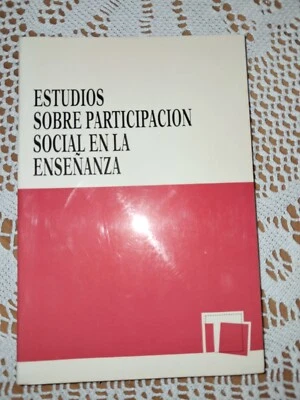 ESTUDIOS
SOBRE PARTICIPACION
SOCIAL EN LA
ENSEÑANZA